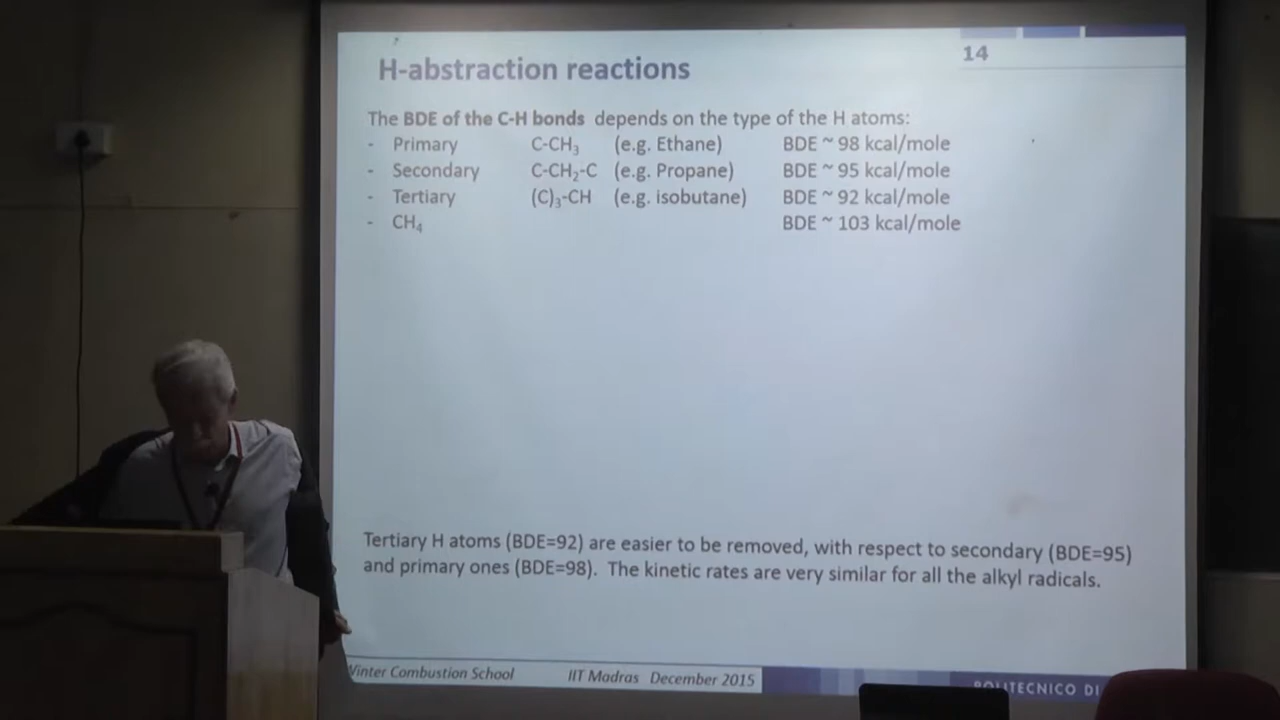 14
H-abstraction reactions
The BDE of the C-H bonds depends on the type of the H atoms:
- Primary C-CH₃ (e.g. Ethane) BDE ~ 98 kcal/mole
- Secondary C-CH₂-C (e.g. Propane) BDE ~ 95 kcal/mole
- Tertiary (C)₃-CH (e.g. isobutane) BDE ~ 92 kcal/mole
- CH₄ BDE ~ 103 kcal/mole
Tertiary H atoms (BDE=92) are easier to be removed, with respect to secondary (BDE=95)
and primary ones (BDE=98). The kinetic rates are very similar for all the alkyl radicals.
Winter Combustion School IIT Madras December 2015 POLITECNICO DI